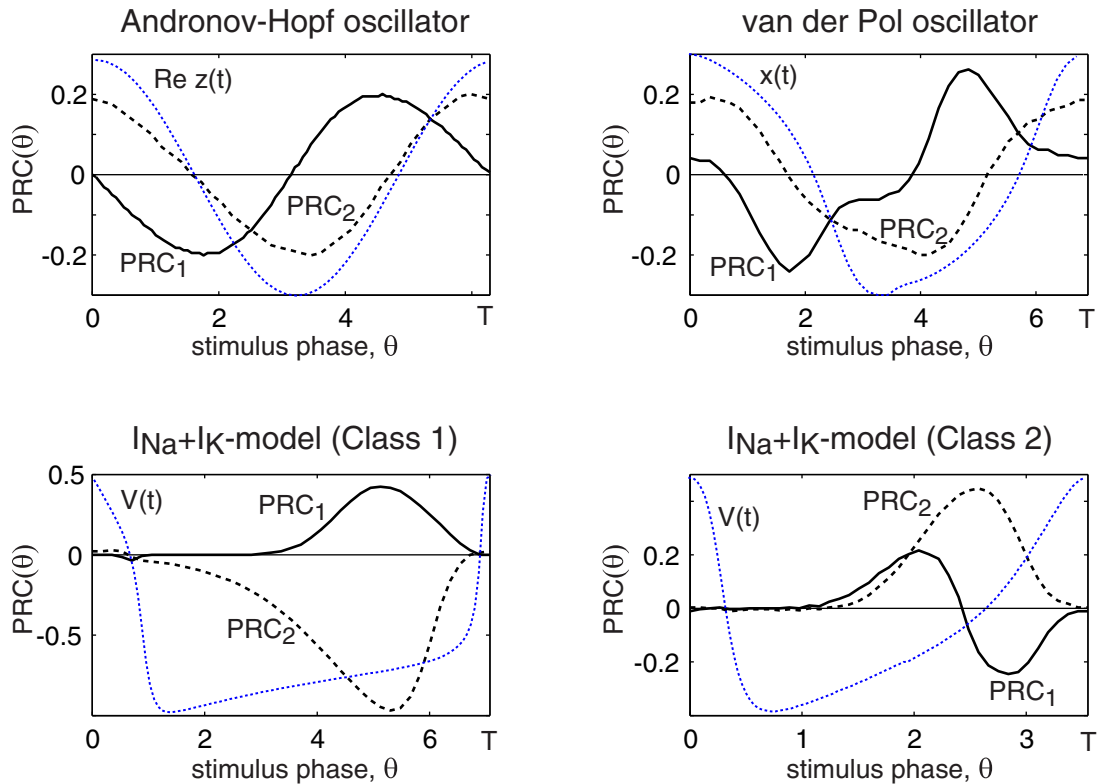 Andronov-Hopf oscillator
Re z(t)
PRC(θ)
0.2
0
-0.2
PRC1
PRC2
0 2 4 T
stimulus phase, θ
van der Pol oscillator
x(t)
PRC(θ)
0.2
0
-0.2
PRC1
PRC2
0 2 4 6 T
stimulus phase, θ
INa+IK-model (Class 1)
V(t)
PRC(θ)
0.5
0
-0.5
PRC1
PRC2
0 2 4 6 T
stimulus phase, θ
INa+IK-model (Class 2)
V(t)
PRC(θ)
0.2
0
-0.2
PRC2
PRC1
0 1 2 3 T
stimulus phase, θ